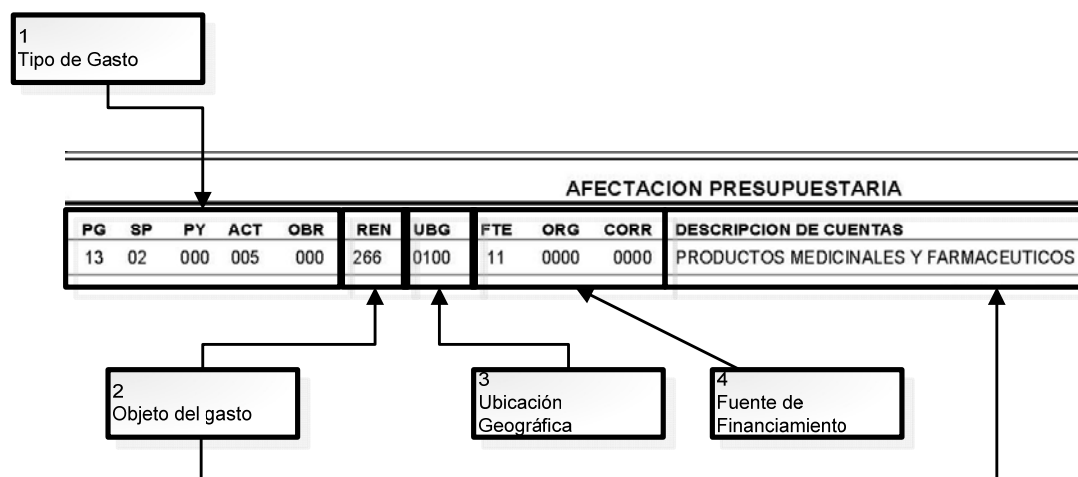 1
Tipo de Gasto
AFECTACION PRESUPUESTARIA
PG SP PY ACT OBR REN UBG FTE ORG CORR DESCRIPCION DE CUENTAS
13 02 000 005 000 266 0100 11 0000 0000 PRODUCTOS MEDICINALES Y FARMACEUTICOS
2
Objeto del gasto
3
Ubicación
Geográfica
4
Fuente de
Financiamiento